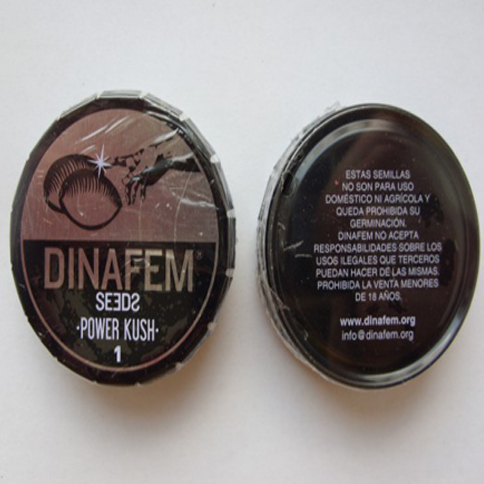 DINAFEM®
SEEDS
·POWER KUSH·
1
ESTAS SEMILLAS
NO SON PARA USO
DOMÉSTICO NI AGRÍCOLA Y
QUEDA PROHIBIDA SU
GERMINACIÓN.
DINAFEM NO ACEPTA
RESPONSABILIDADES SOBRE LOS
USOS ILEGALES QUE TERCEROS
PUEDAN HACER DE LAS MISMAS.
PROHIBIDA LA VENTA MENORES
DE 18 AÑOS.
www.dinafem.org
info@dinafem.org